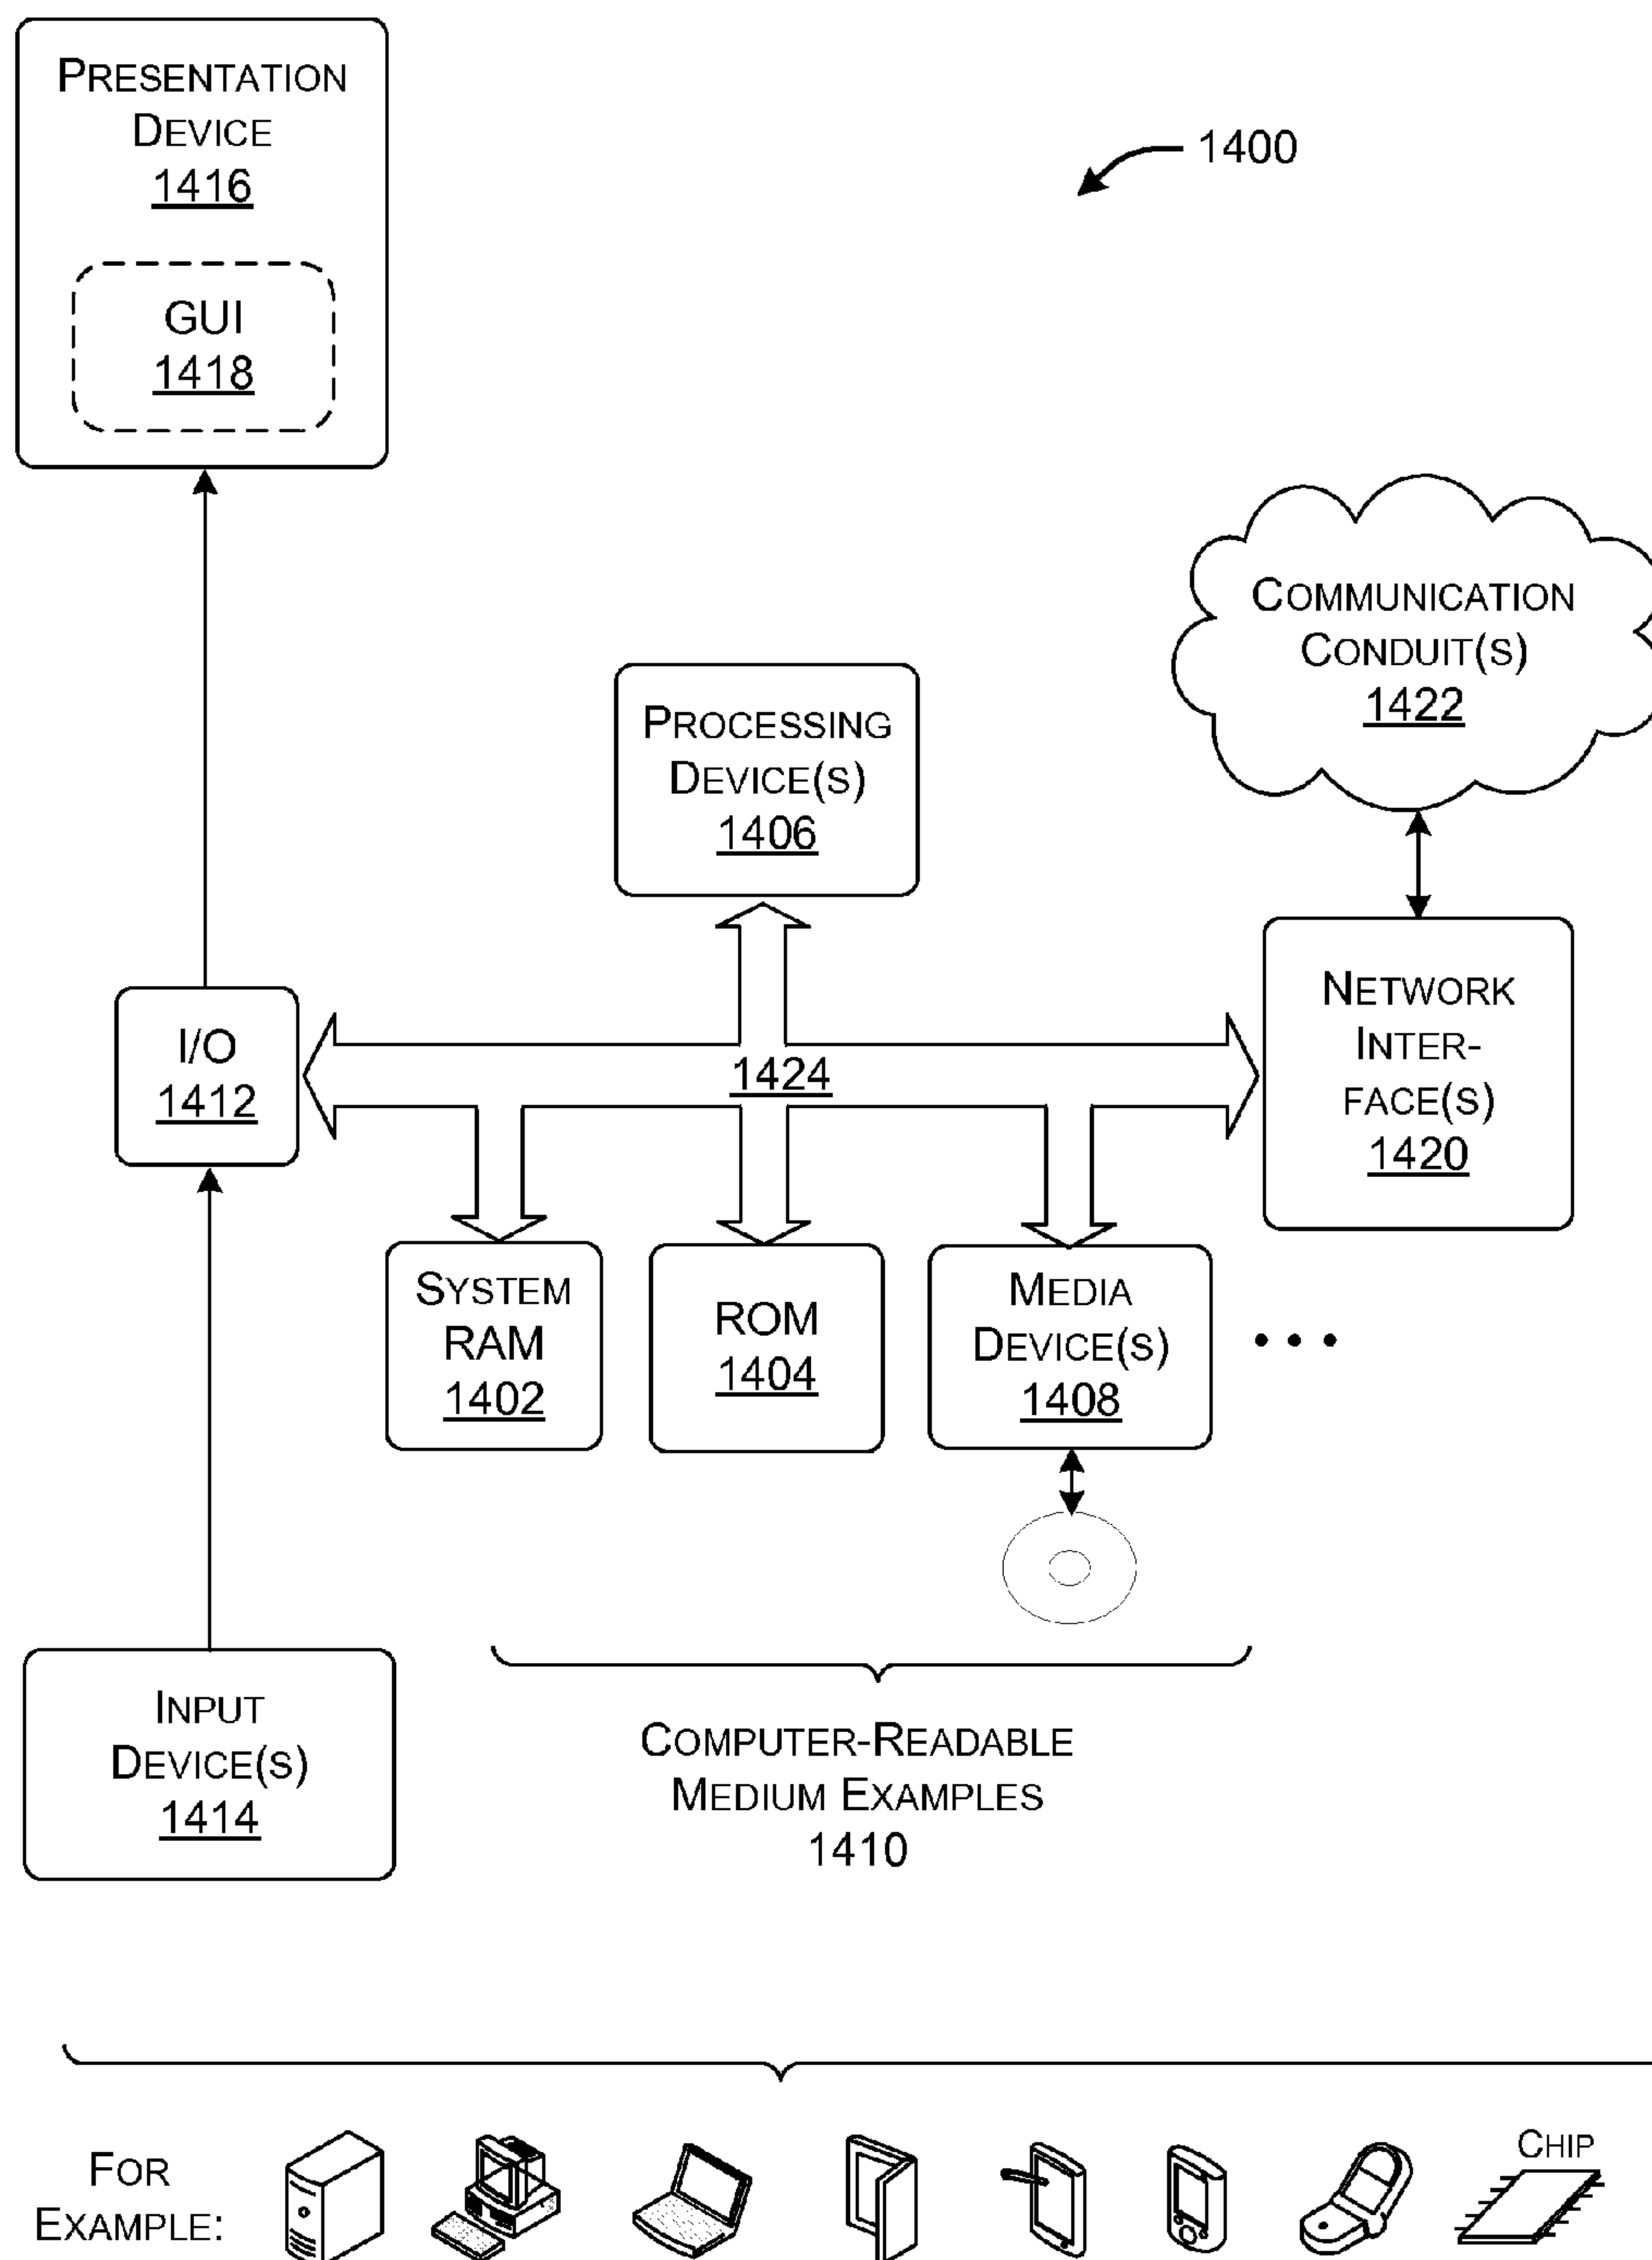 PRESENTATION
DEVICE
1416
GUI
1418
1400
COMMUNICATION
CONDUIT(S)
1422
PROCESSING
DEVICE(S)
1406
NETWORK
INTER-
FACE(S)
1420
I/O
1412
1424
SYSTEM
RAM
1402
ROM
1404
MEDIA
DEVICE(S)
1408
• • •
INPUT
DEVICE(S)
1414
COMPUTER-READABLE
MEDIUM EXAMPLES
1410
FOR
EXAMPLE:
CHIP